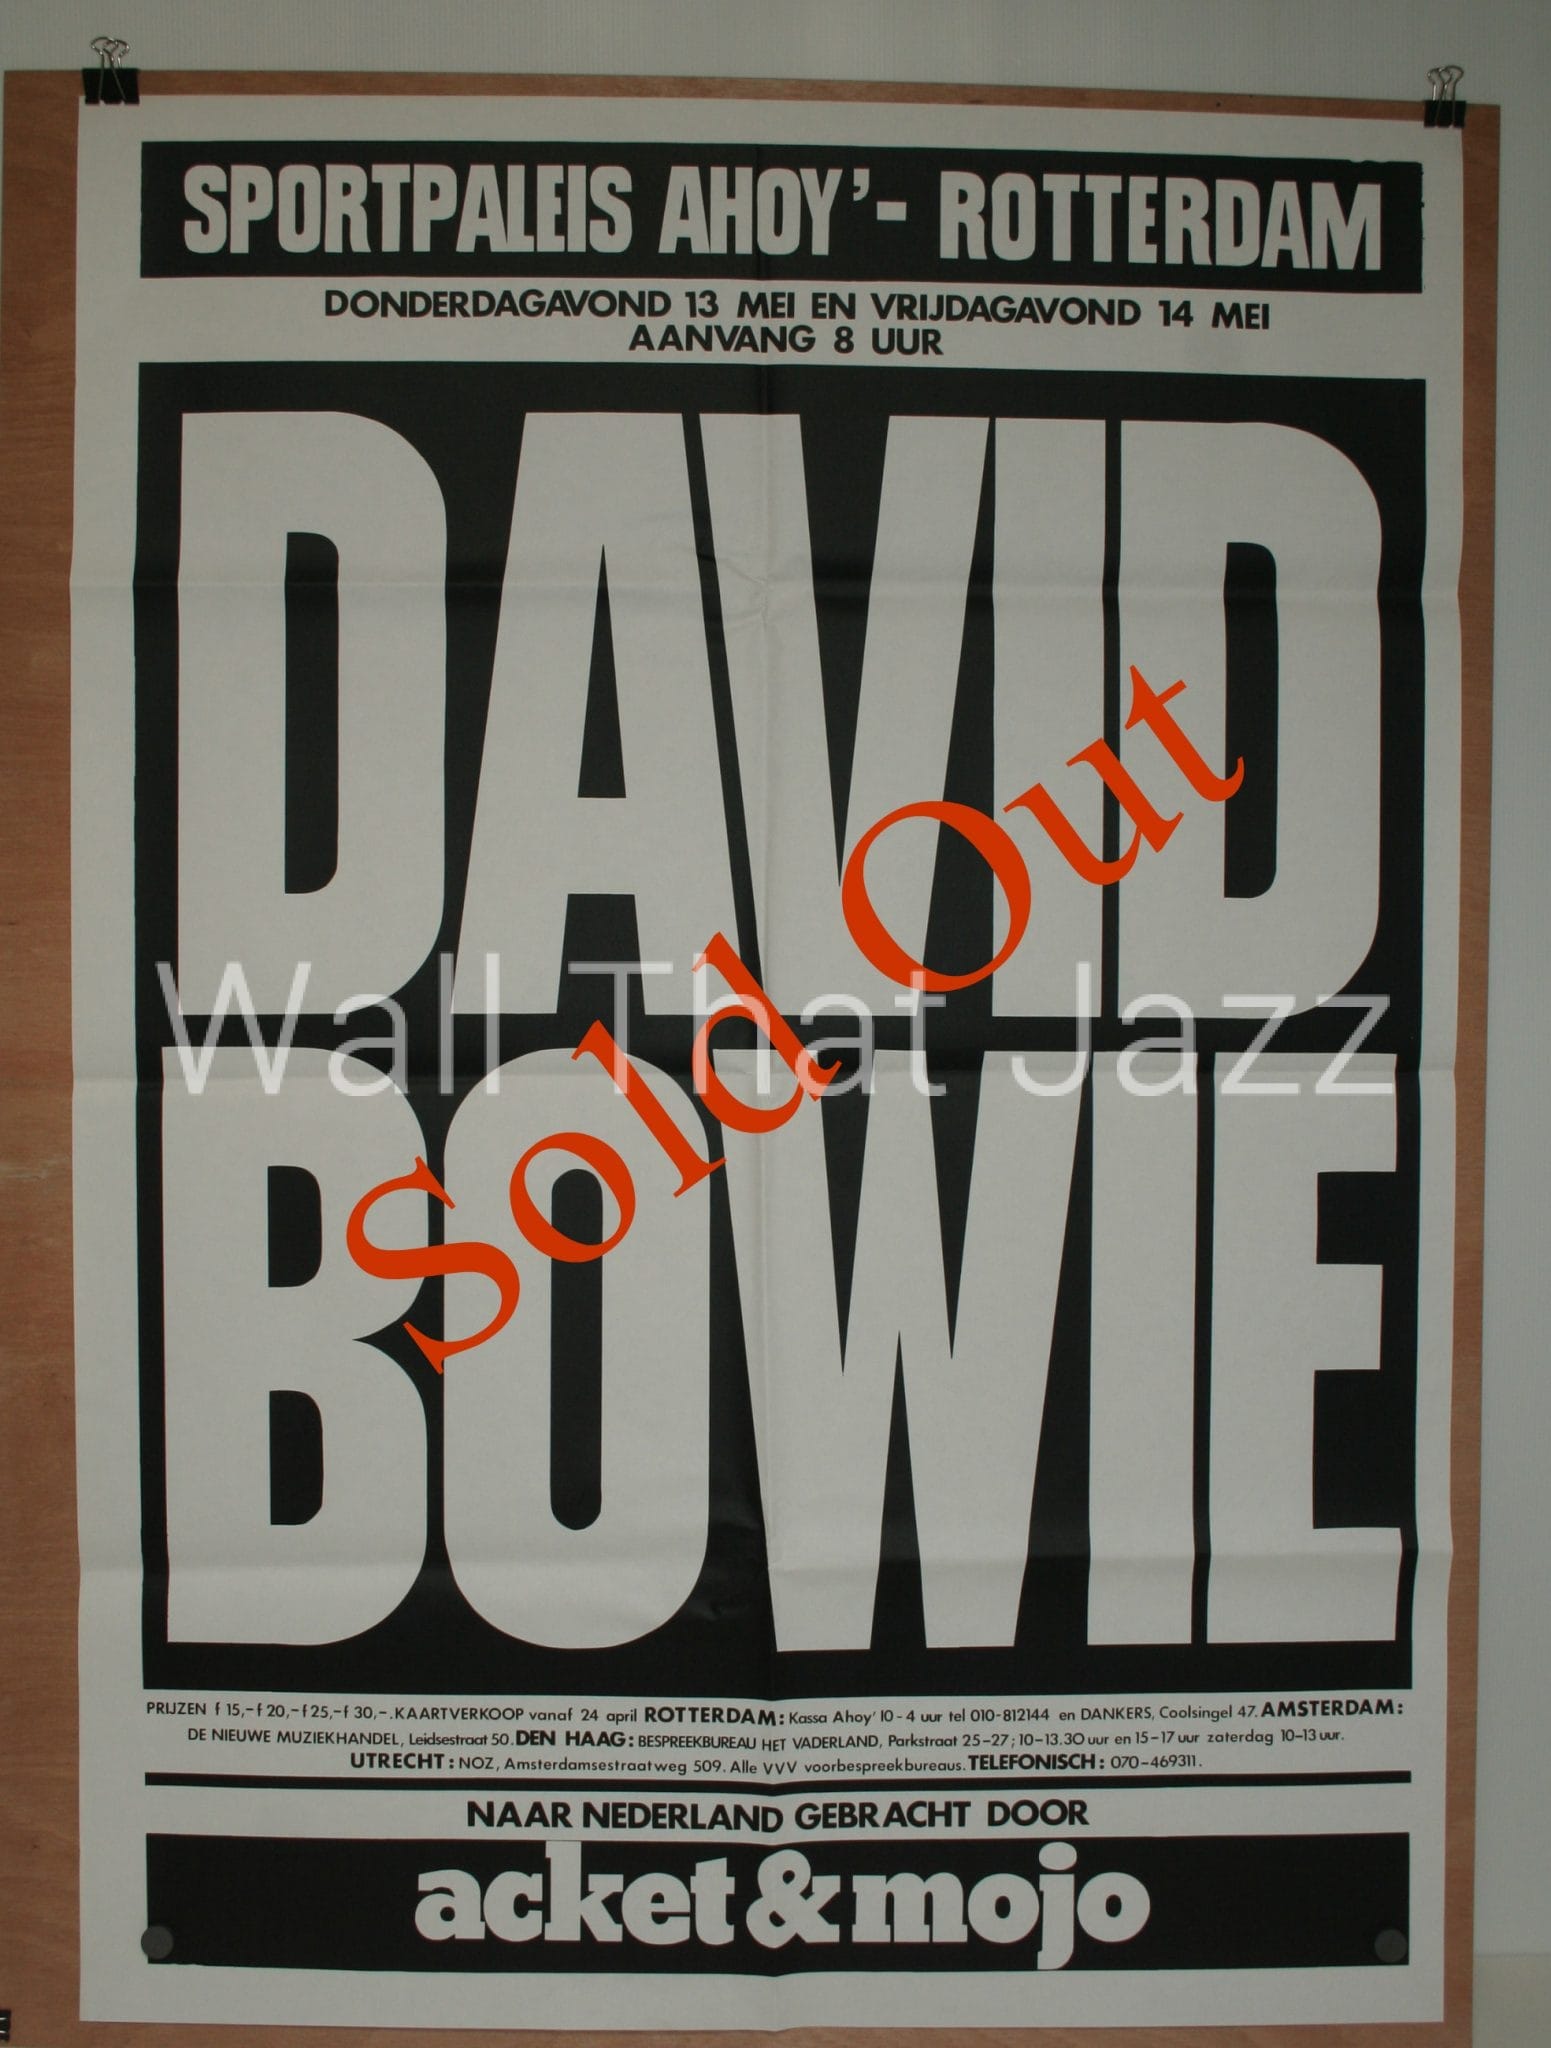 SPORTPALEIS AHOY'- ROTTERDAM
DONDERDAGAVOND 13 MEI EN VRIJDAGAVOND 14 MEI
AANVANG 8 UUR
DAVID
BOWIE
Sold Out
Wall That Jazz
PRIJZEN f 15,-f 20,-f 25,-f 30,-. KAARTVERKOOP vanaf 24 april ROTTERDAM: Kassa Ahoy' 10-4 uur tel 010-812144 en DANKERS, Coolsingel 47. AMSTERDAM:
DE NIEUWE MUZIEKHANDEL, Leidsestraat 50. DEN HAAG: BESPREEKBUREAU HET VADERLAND, Parkstraat 25-27; 10-13.30 uur en 15-17 uur zaterdag 10-13 uur.
UTRECHT: NOZ, Amsterdamsestraatweg 509. Alle VVV voorbespreekbureaus. TELEFONISCH: 070-469311.
NAAR NEDERLAND GEBRACHT DOOR
acket & mojo